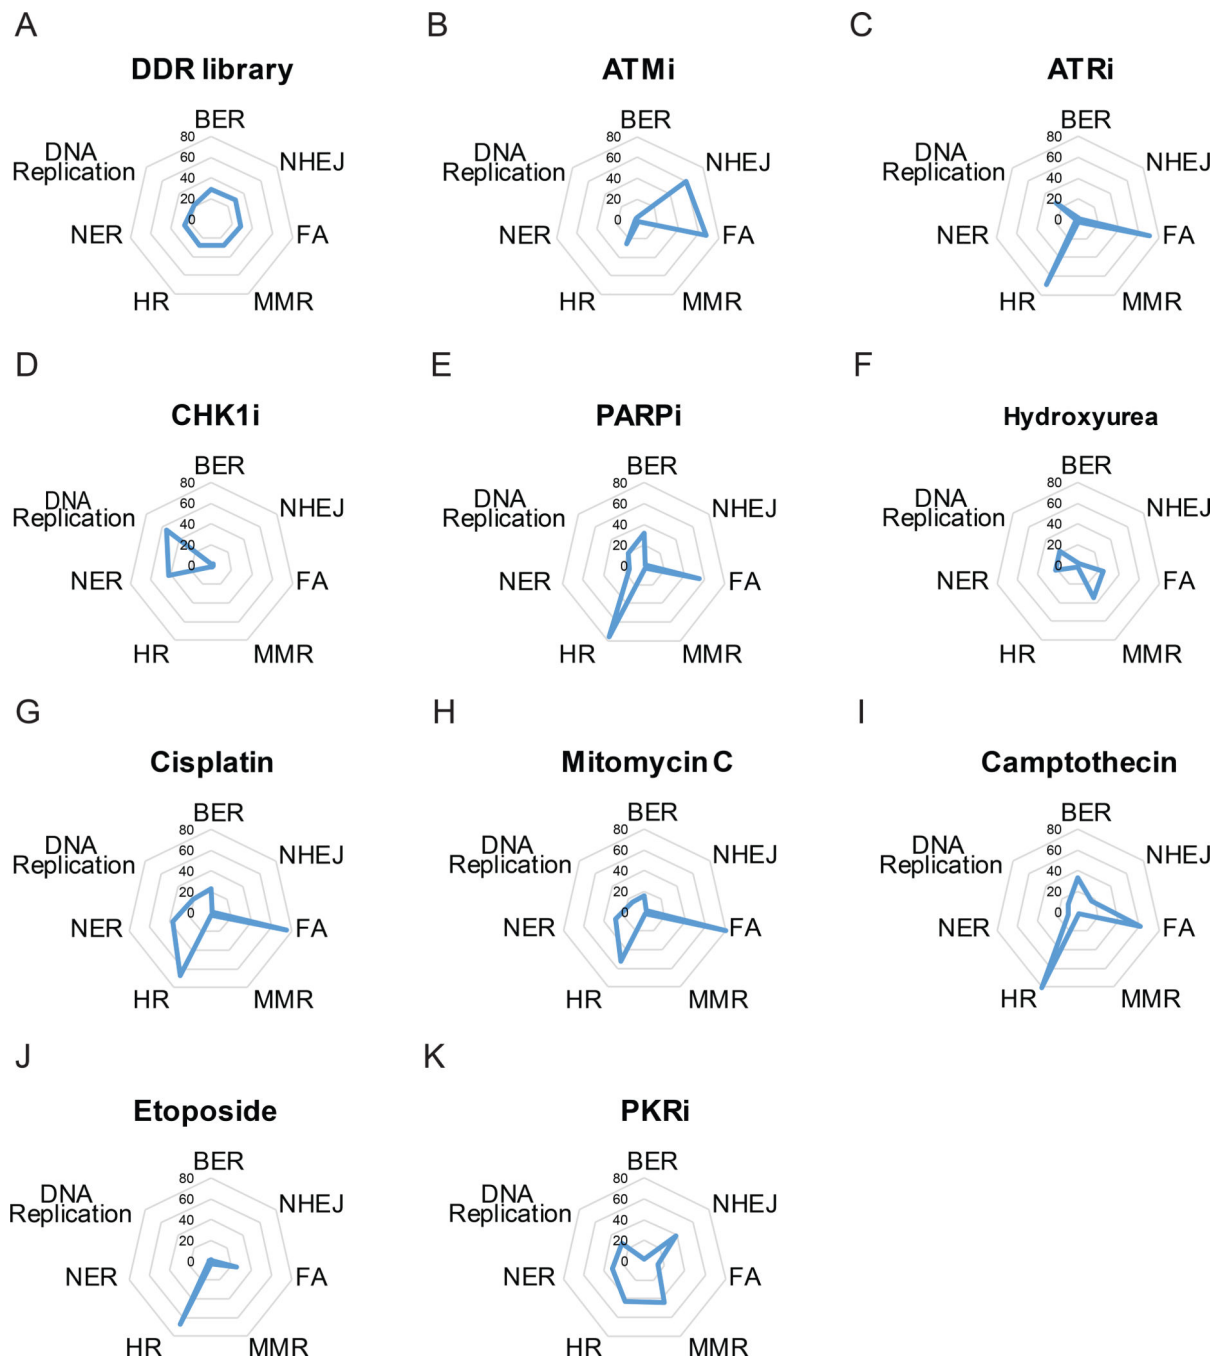 A
B
C
DDR library
ATMi
ATRi
BER
NHEJ
FA
MMR
HR
NER
DNA
Replication
80
60
40
20
0
BER
NHEJ
FA
MMR
HR
NER
DNA
Replication
80
60
40
20
0
BER
NHEJ
FA
MMR
HR
NER
DNA
Replication
80
60
40
20
0
D
E
F
CHK1i
PARPi
Hydroxyurea
BER
NHEJ
FA
MMR
HR
NER
DNA
Replication
80
60
40
20
0
BER
NHEJ
FA
MMR
HR
NER
DNA
Replication
80
60
40
20
0
BER
NHEJ
FA
MMR
HR
NER
DNA
Replication
80
60
40
20
0
G
H
I
Cisplatin
Mitomycin C
Camptothecin
BER
NHEJ
FA
MMR
HR
NER
DNA
Replication
80
60
40
20
0
BER
NHEJ
FA
MMR
HR
NER
DNA
Replication
80
60
40
20
0
BER
NHEJ
FA
MMR
HR
NER
DNA
Replication
80
60
40
20
0
J
K
Etoposide
PKRi
BER
NHEJ
FA
MMR
HR
NER
DNA
Replication
80
60
40
20
0
BER
NHEJ
FA
MMR
HR
NER
DNA
Replication
80
60
40
20
0